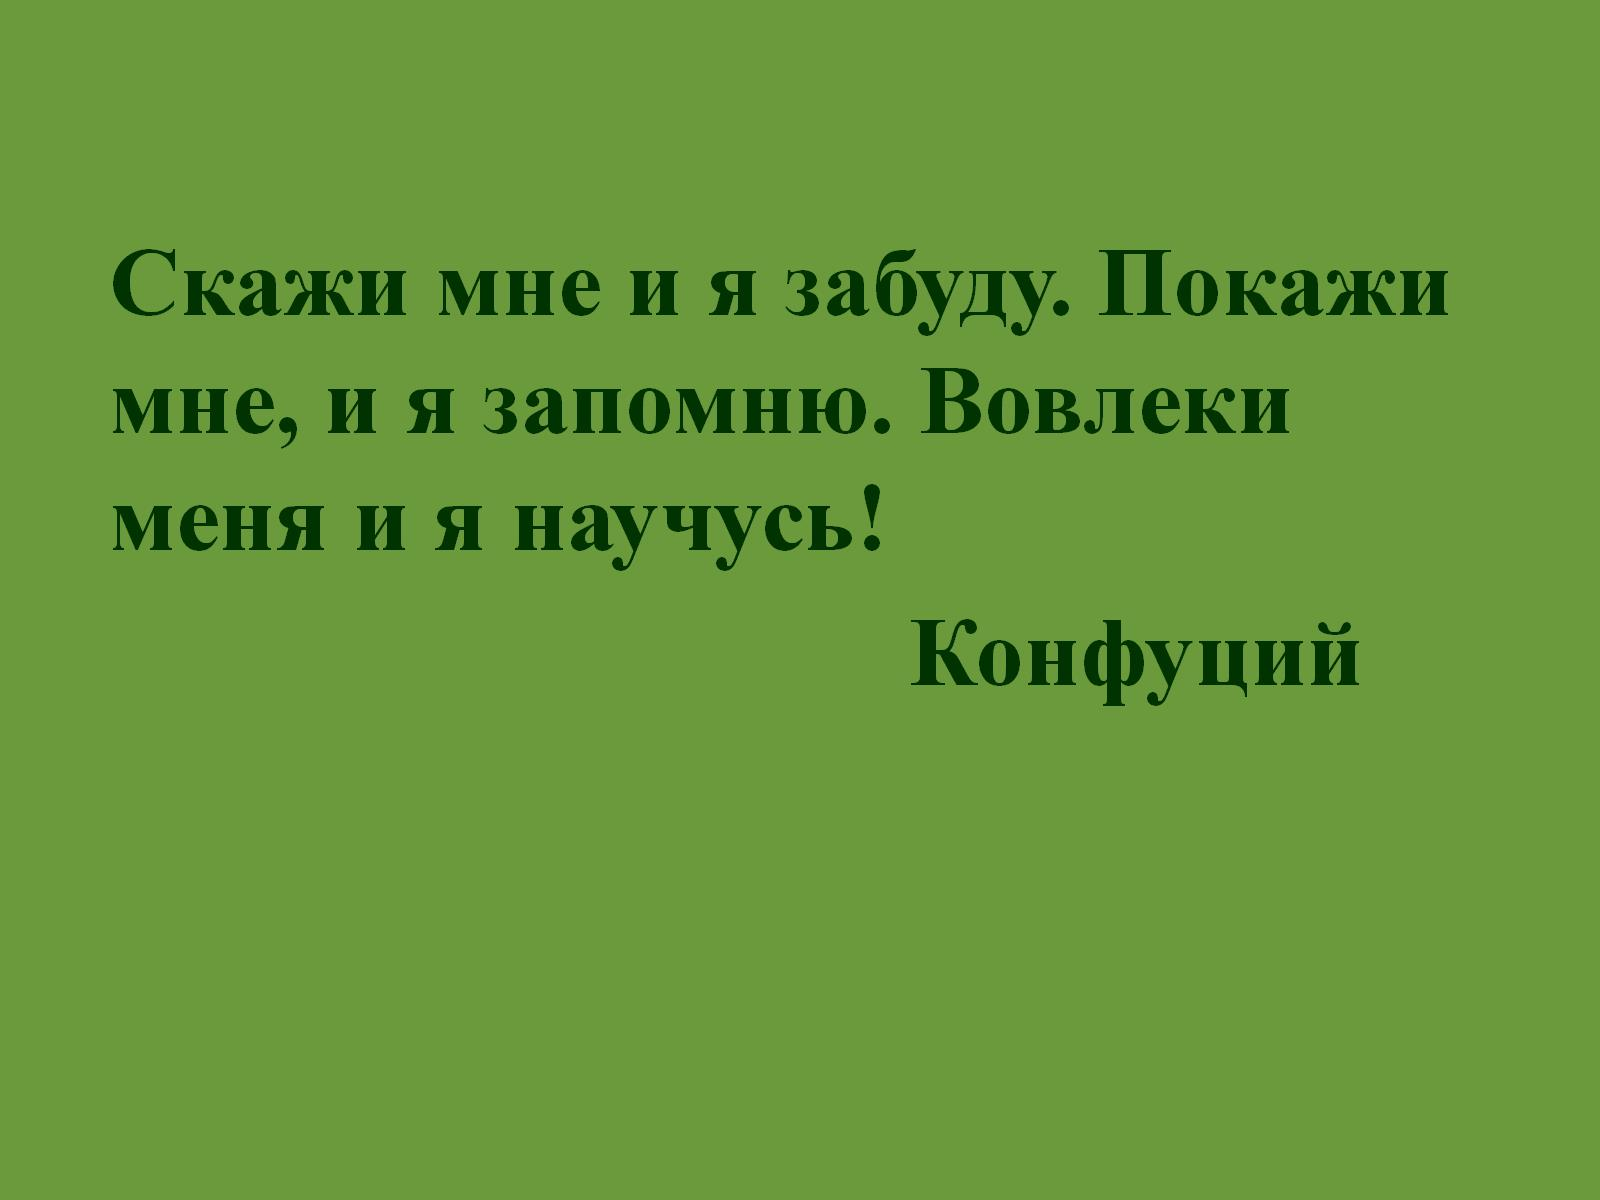 Скажи мне и я забуду. Покажи
мне, и я запомню. Вовлеки
меня и я научусь!
Конфуций